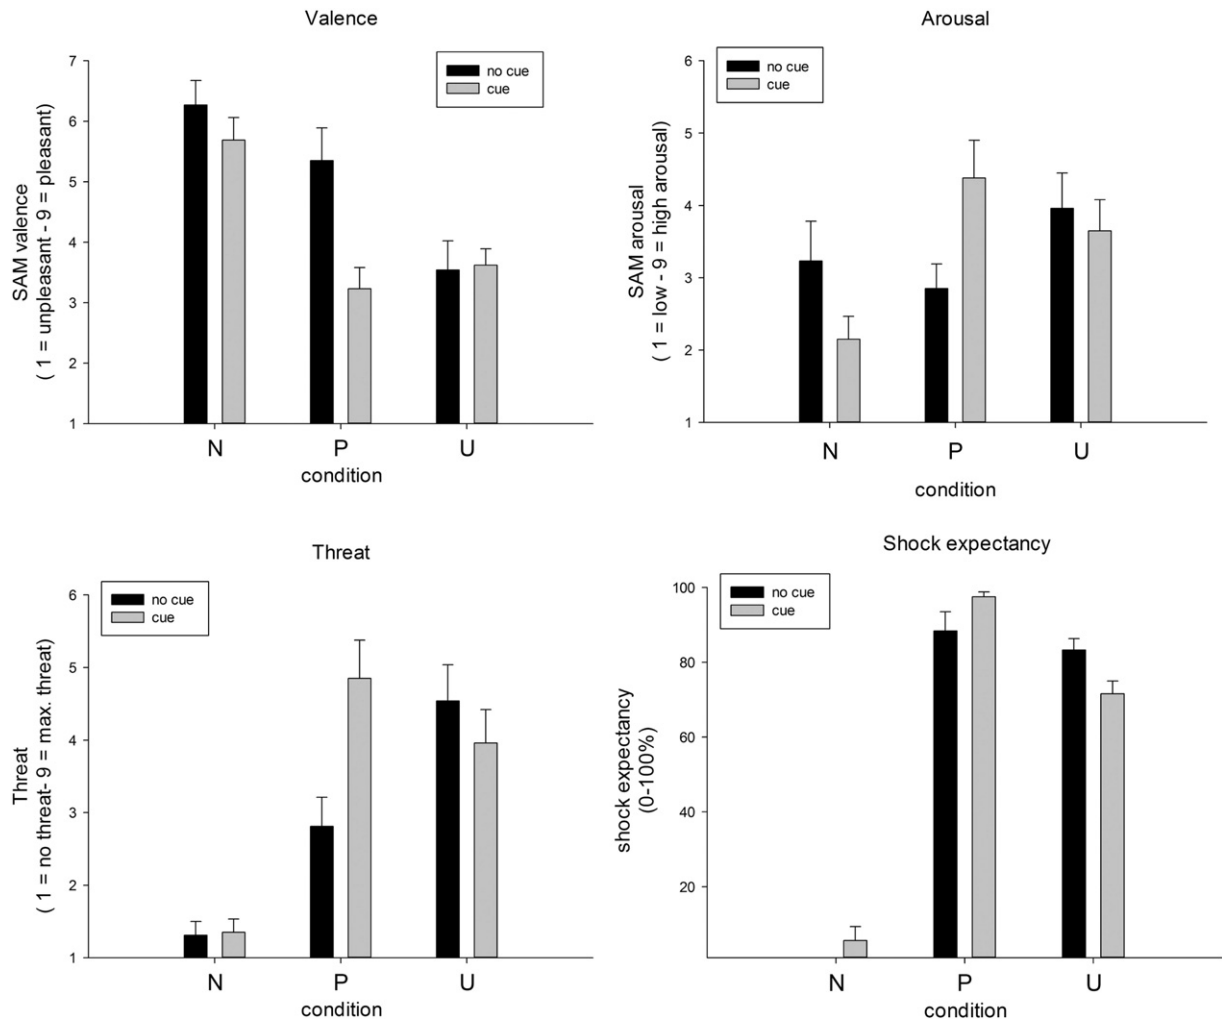 Valence
7
6
5
4
3
2
1
SAM valence
( 1 = unpleasant - 9 = pleasant)
no cue
cue
N P U
condition
Arousal
6
5
4
3
2
1
SAM arousal
( 1 = low - 9 = high arousal)
no cue
cue
N P U
condition
Threat
6
5
4
3
2
1
Threat
( 1 = no threat- 9 = max. threat)
no cue
cue
N P U
condition
Shock expectancy
100
80
60
40
20
shock expectancy
(0-100%)
no cue
cue
N P U
condition